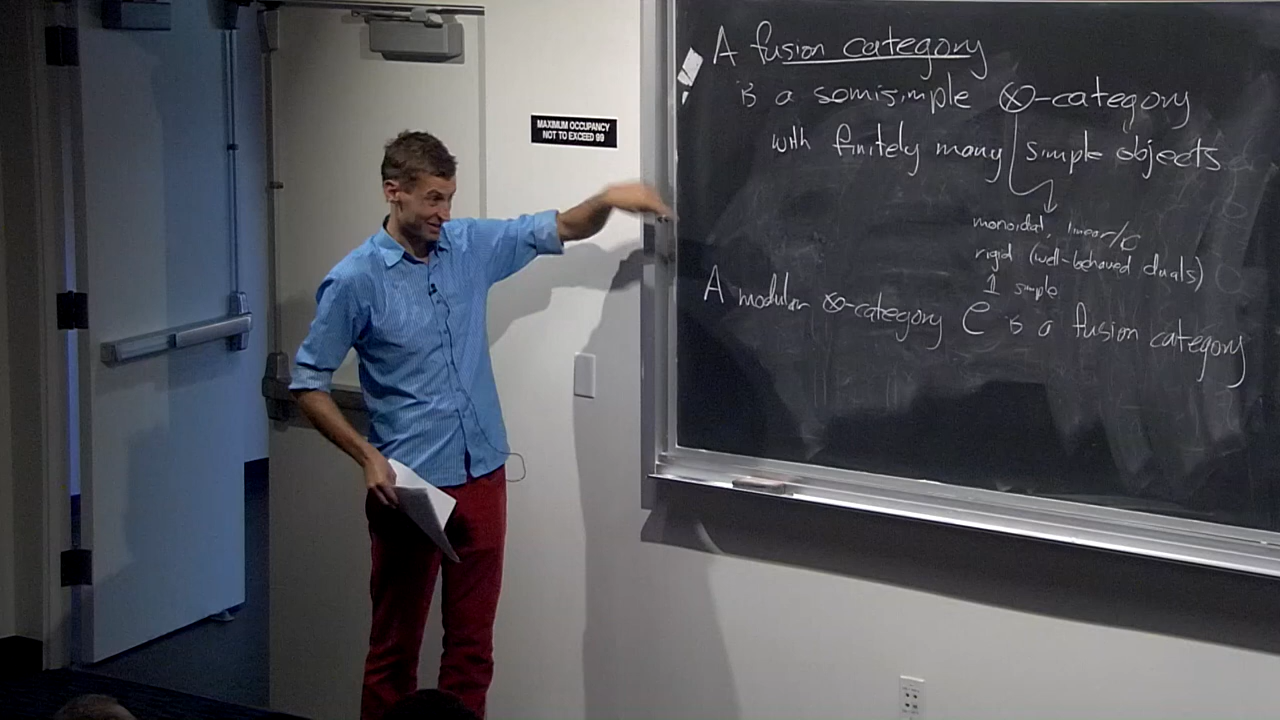 MAXIMUM OCCUPANCY
NOT TO EXCEED 99
A fusion category
is a semisimple ⊗-category
with finitely many simple objects
monoidal, linear/ℂ
rigid (well-behaved duals)
1 simple
A modular ⊗-category C is a fusion category